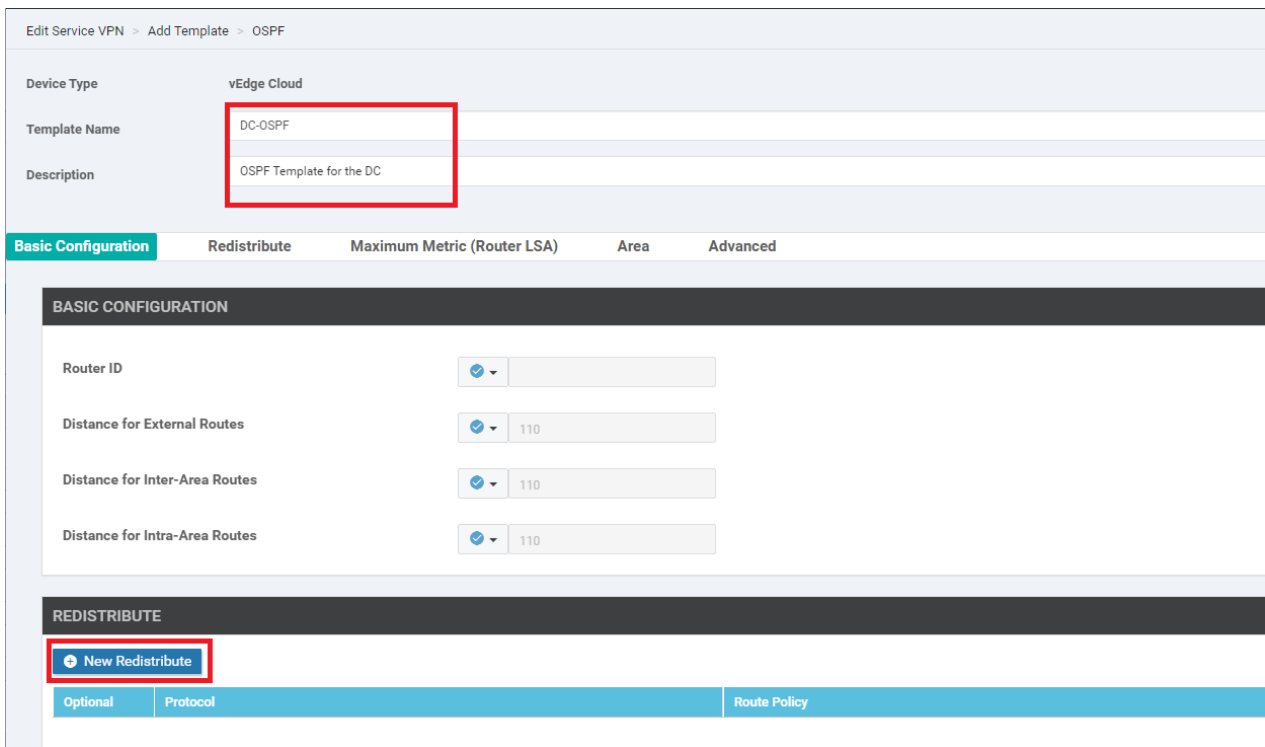 Edit Service VPN > Add Template > OSPF
Device Type vEdge Cloud
Template Name DC-OSPF
Description OSPF Template for the DC
Basic Configuration Redistribute Maximum Metric (Router LSA) Area Advanced
BASIC CONFIGURATION
Router ID
Distance for External Routes 110
Distance for Inter-Area Routes 110
Distance for Intra-Area Routes 110
REDISTRIBUTE
New Redistribute
Optional Protocol Route Policy